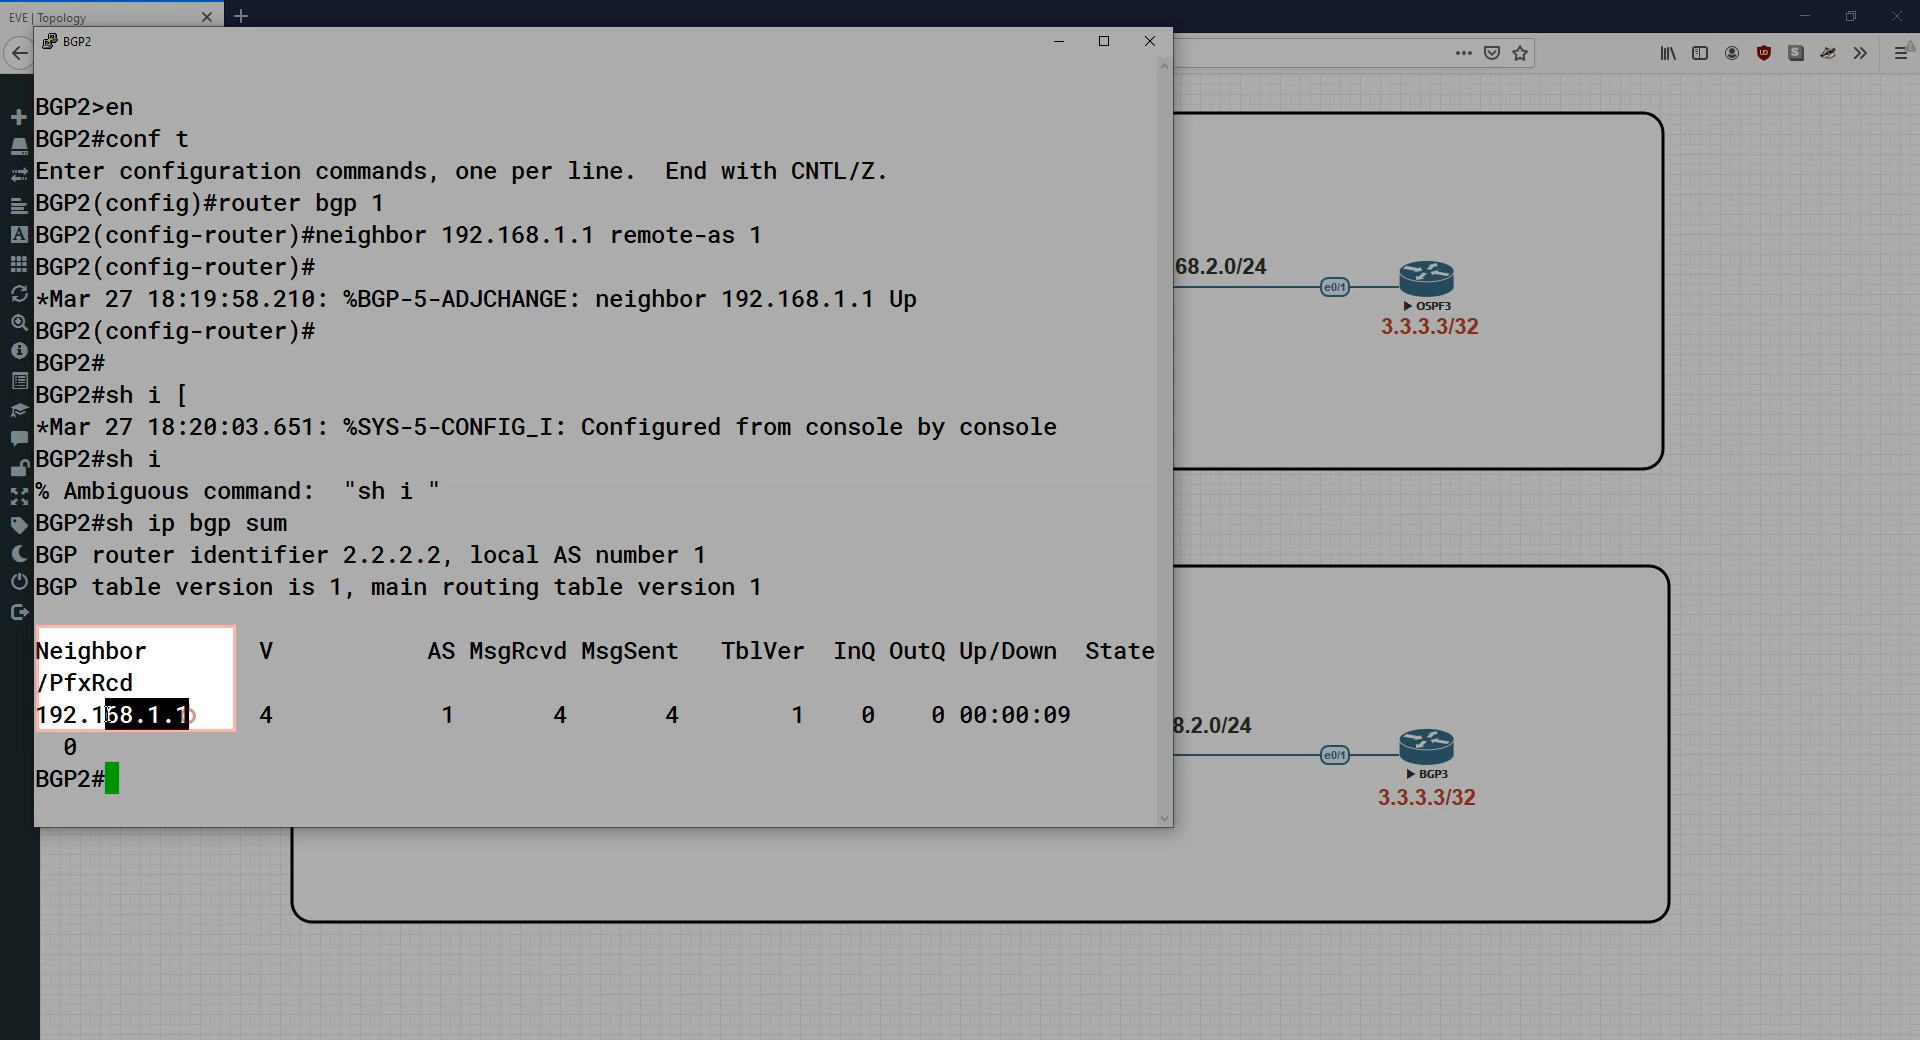 EVE | Topology
BGP2
BGP2>en
BGP2#conf t
Enter configuration commands, one per line.  End with CNTL/Z.
BGP2(config)#router bgp 1
BGP2(config-router)#neighbor 192.168.1.1 remote-as 1
BGP2(config-router)#
*Mar 27 18:19:58.210: %BGP-5-ADJCHANGE: neighbor 192.168.1.1 Up
BGP2(config-router)#
BGP2#
BGP2#sh i [
*Mar 27 18:20:03.651: %SYS-5-CONFIG_I: Configured from console by console
BGP2#sh i
% Ambiguous command:  "sh i "
BGP2#sh ip bgp sum
BGP router identifier 2.2.2.2, local AS number 1
BGP table version is 1, main routing table version 1
Neighbor        V           AS MsgRcvd MsgSent   TblVer  InQ OutQ Up/Down  State
/PfxRcd
192.168.1.1     4            1       4       4        1    0    0 00:00:09
  0
BGP2#
68.2.0/24
e0/1
OSPF3
3.3.3.3/32
8.2.0/24
e0/1
BGP3
3.3.3.3/32